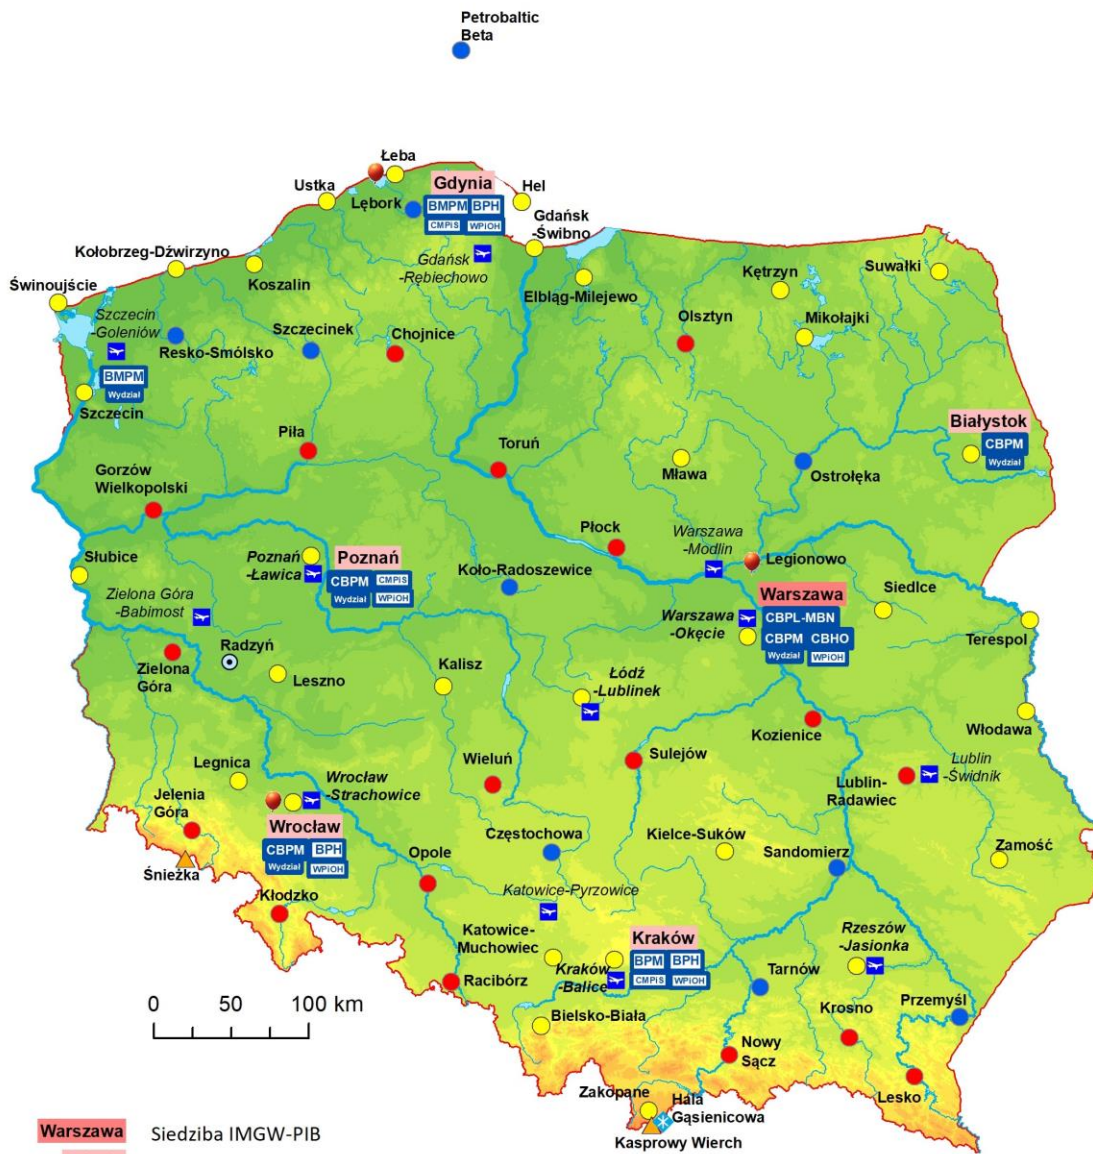 Petrobaltic
Beta
Łeba
Ustka
Gdynia
Hel
Lębork
BMPM BPH
CMPiS WPiOH
Gdańsk
-Świbno
Kołobrzeg-Dźwirzyno
Gdańsk
-Rębiechowo
Kętrzyn
Suwałki
Świnoujście
Koszalin
Elbląg-Milejewo
Szczecin
-Goleniów
Szczecinek
Chojnice
Olsztyn
Mikołajki
Resko-Smólsko
BMPM
Wydział
Szczecin
Białystok
CBPM
Wydział
Piła
Toruń
Mława
Ostrołęka
Gorzów
Wielkopolski
Płock
Warszawa
-Modlin
Słubice
Poznań
-Ławica
Poznań
CBPM CMPiS
Wydział WPiOH
Koło-Radoszewice
Legionowo
Zielona Góra
-Babimost
Warszawa
Siedlce
Warszawa
-Okęcie
CBPL-MBN
CBPM CBHO
Wydział WPiOH
Terespol
Radzyń
Zielona
Góra
Leszno
Kalisz
Łódź
-Lublinek
Kozienice
Włodawa
Legnica
Wrocław
-Strachowice
Wieluń
Sulejów
Lublin-
Radawiec
Lublin
-Świdnik
Jelenia
Góra
Wrocław
CBPM BPH
Wydział WPiOH
Częstochowa
Kielce-Suków
Sandomierz
Zamość
Śnieżka
Opole
Kłodzko
Katowice-Pyrzowice
Katowice-
Muchowiec
Kraków
BPM BPH
CMPiS WPiOH
Rzeszów
-Jasionka
Kraków
-Balice
Racibórz
Tarnów
0 50 100 km
Bielsko-Biała
Krosno
Przemyśl
Nowy
Sącz
Lesko
Zakopane
Hala
Gąsienicowa
Kasprowy Wierch
Warszawa Siedziba IMGW-PIB